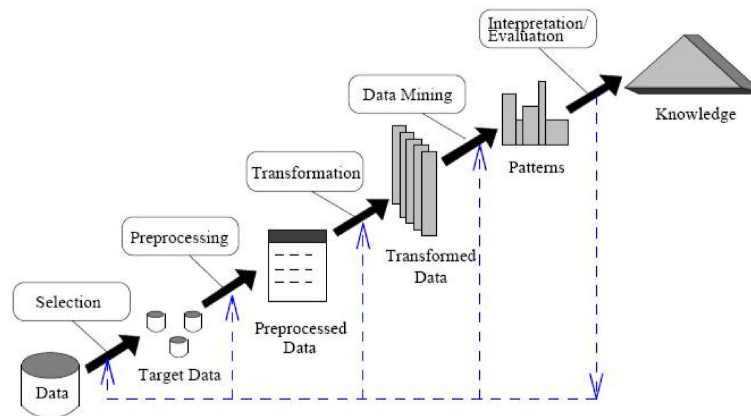 Interpretation/
Evaluation
Data Mining
Knowledge
Transformation
Patterns
Preprocessing
Transformed
Data
Selection
Preprocessed
Data
Target Data
Data